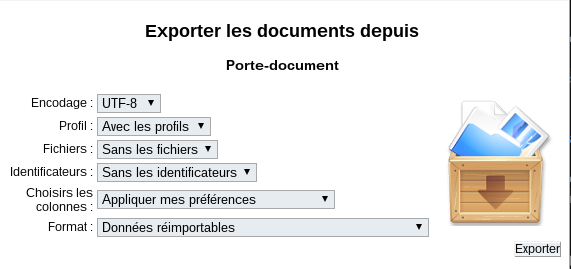 Exporter les documents depuis
Porte-document
Encodage : UTF-8
Profil : Avec les profils
Fichiers : Sans les fichiers
Identificateurs : Sans les identificateurs
Choisirs les
colonnes : Appliquer mes préférences
Format : Données réimportables
Exporter